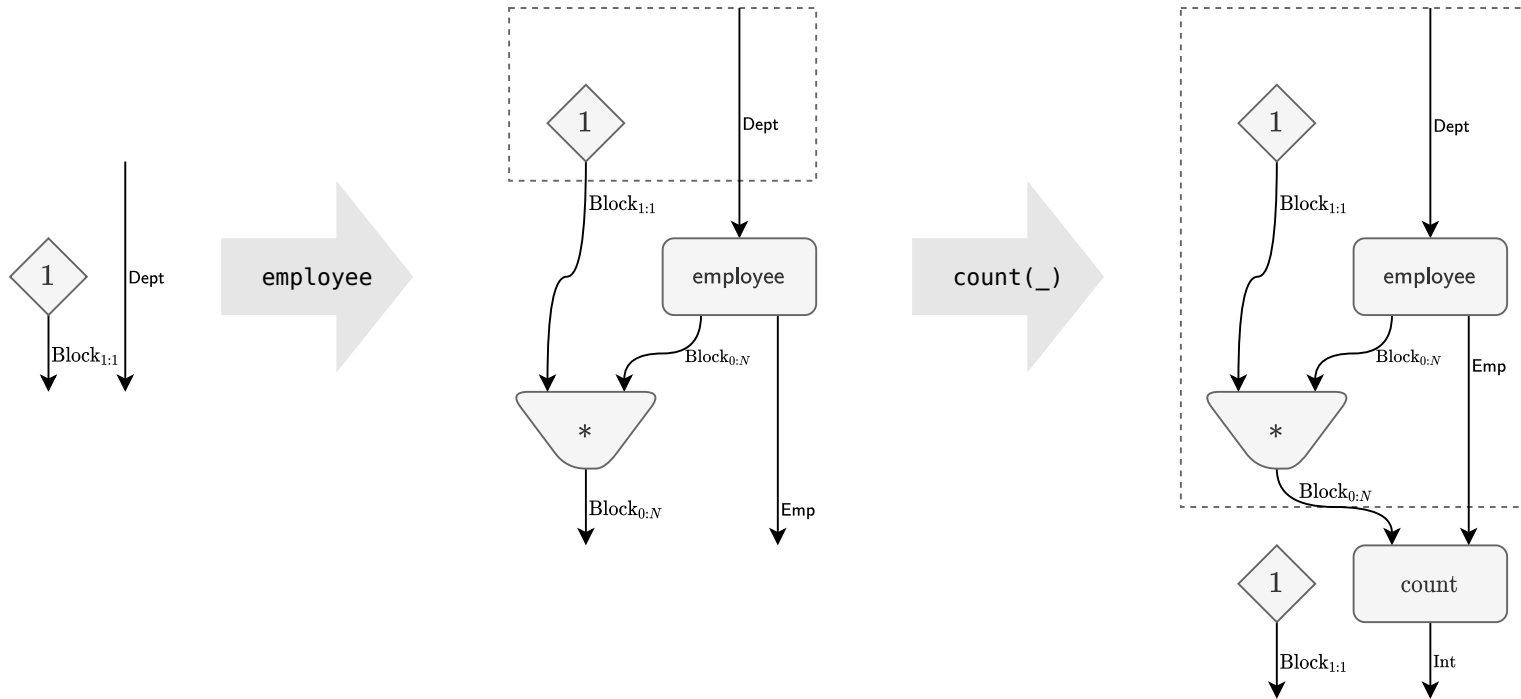 1
Dept
Block1:1
employee
1
Dept
Block1:1
employee
Block0:N
*
Block0:N
Emp
count(_)
1
Dept
Block1:1
employee
Block0:N
Emp
*
Block0:N
1
count
Block1:1
Int